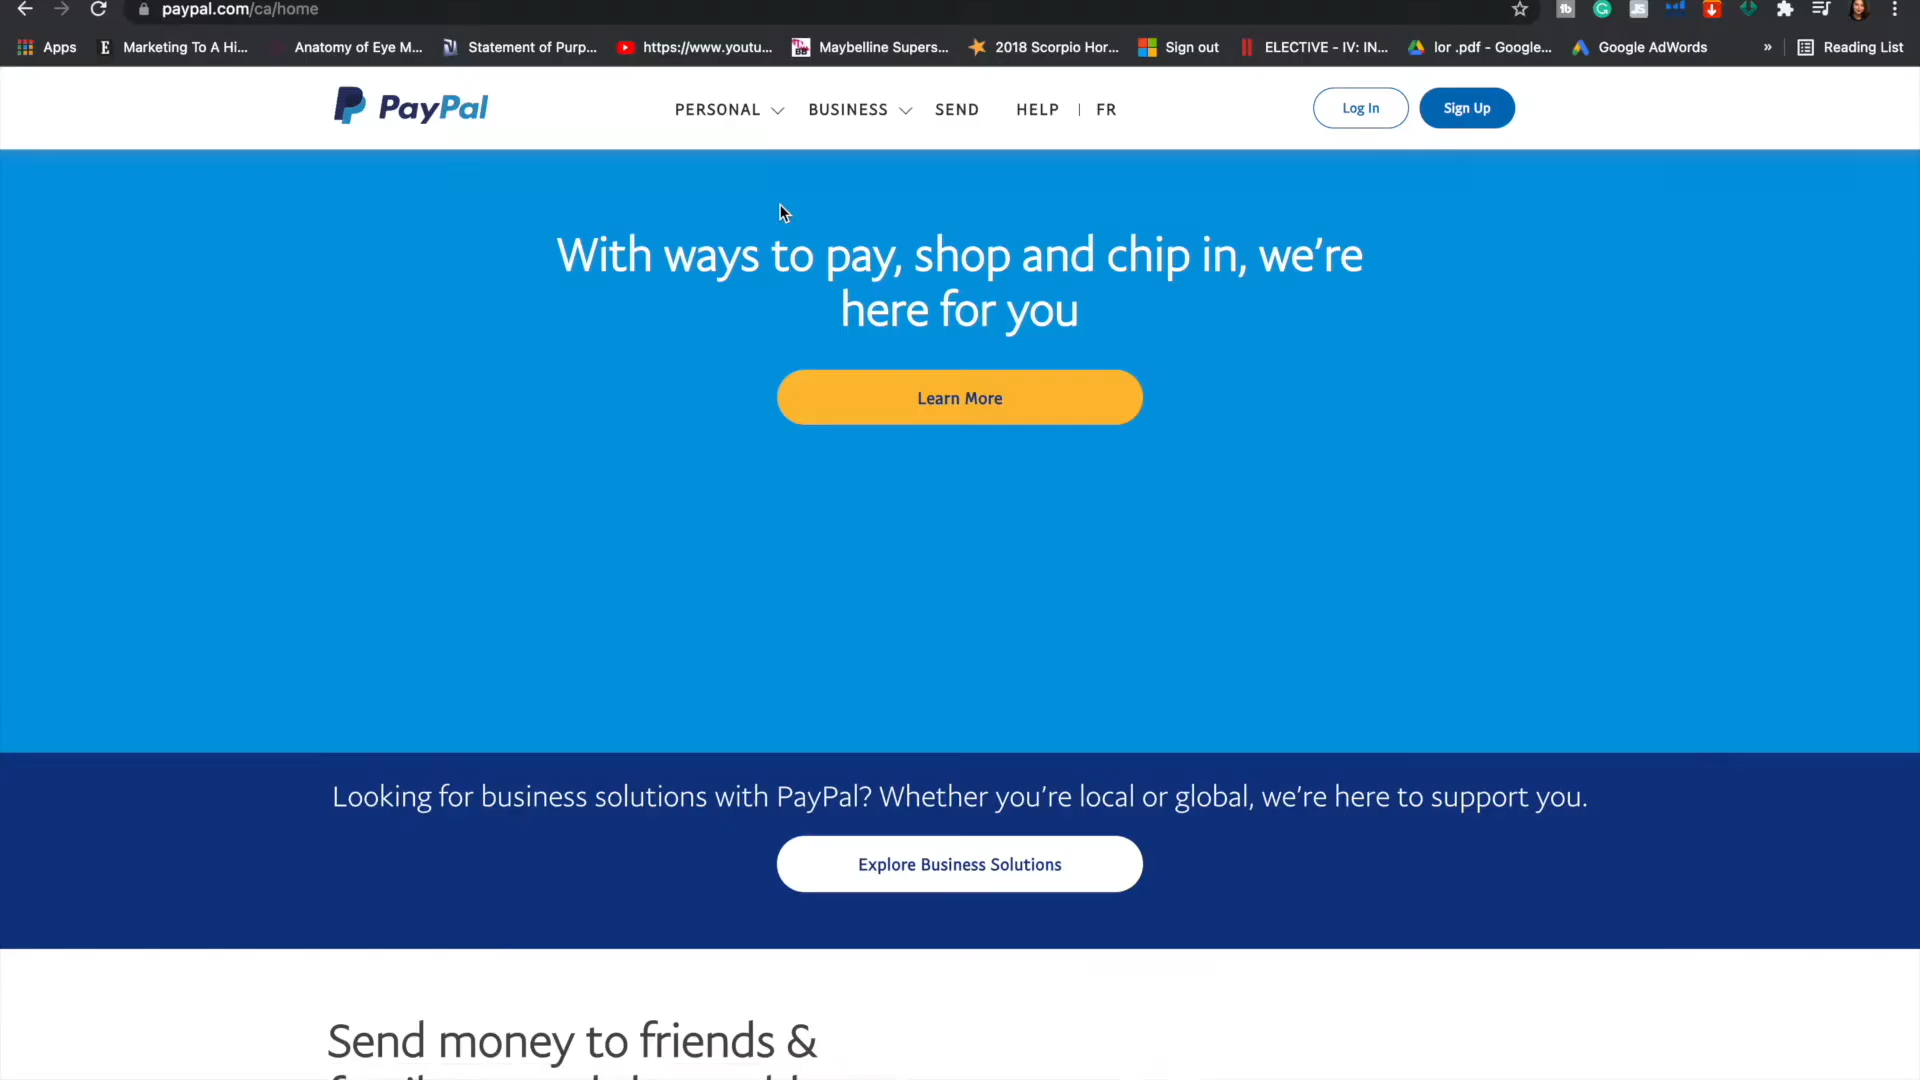 paypal.com/ca/home
Apps
E Marketing To A Hi...
Anatomy of Eye M...
Statement of Purp...
https://www.youtu...
Maybelline Supers...
2018 Scorpio Hor...
Sign out
ELECTIVE - IV: IN...
lor .pdf - Google...
Google AdWords
»
Reading List
PayPal
PERSONAL
BUSINESS
SEND
HELP
FR
Log In
Sign Up
With ways to pay, shop and chip in, we're
here for you
Learn More
Looking for business solutions with PayPal? Whether you're local or global, we're here to support you.
Explore Business Solutions
Send money to friends &